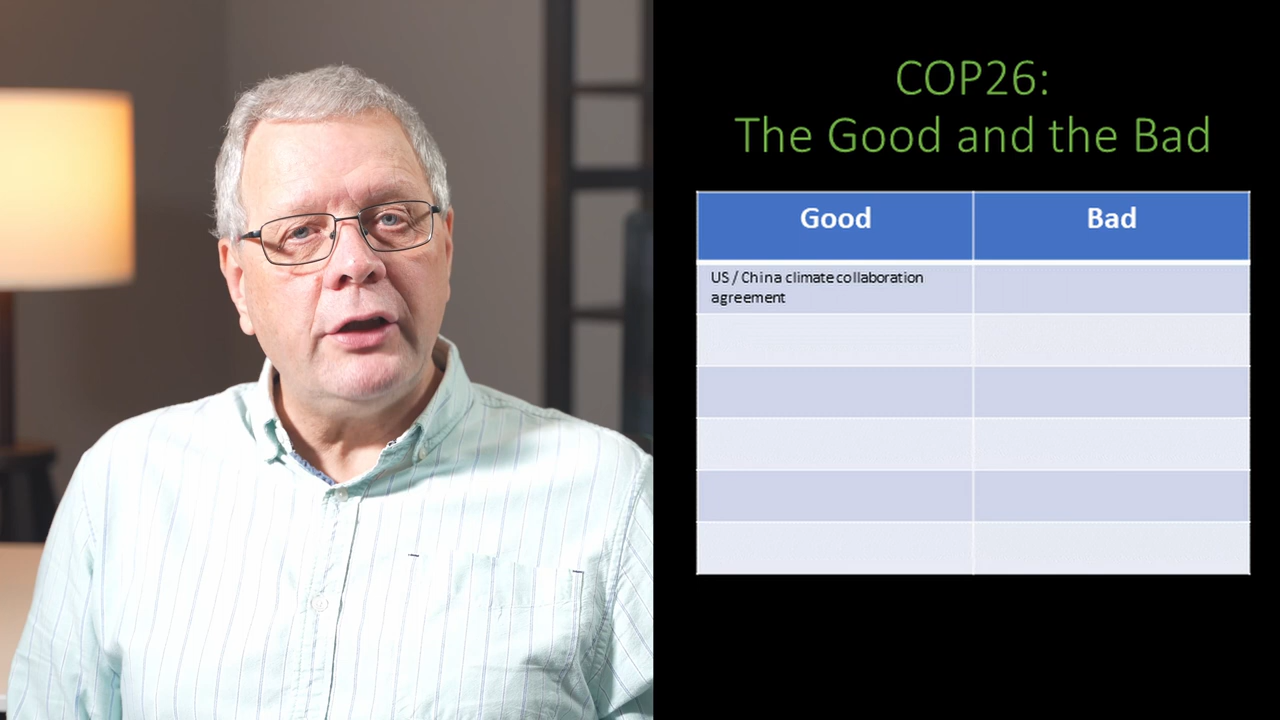 COP26:
The Good and the Bad
Good
Bad
US / China climate collaboration
agreement